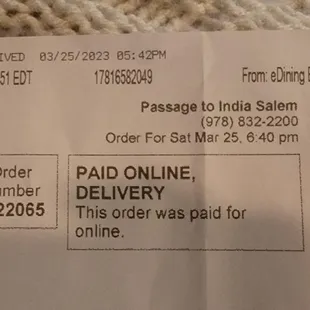 IVED 03/25/2023 05:42PM
51 EDT 17816582049 From: eDining
Passage to India Salem
(978) 832-2200
Order For Sat Mar 25, 6:40 pm
Order
mber
22065
PAID ONLINE,
DELIVERY
This order was paid for
online.